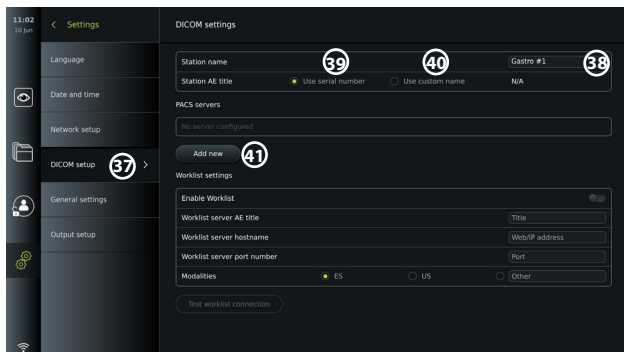 11:02
10 Jun
Settings
DICOM settings
Language
Date and time
Network setup
DICOM setup 37
General settings
Output setup
39 40
Station name Gastro #1 38
Station AE title Use serial number Use custom name N/A
PACS servers
No server configured
Add new 41
Worklist settings
Enable Worklist
Worklist server AE title Title
Worklist server hostname Web/IP address
Worklist server port number Port
Modalities ES US Other
Test worklist connection